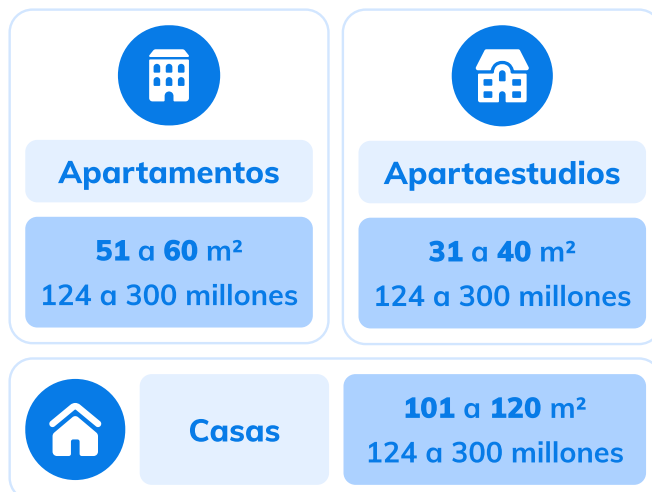 Apartamentos
51 a 60 m²
124 a 300 millones
Apartaestudios
31 a 40 m²
124 a 300 millones
Casas
101 a 120 m²
124 a 300 millones